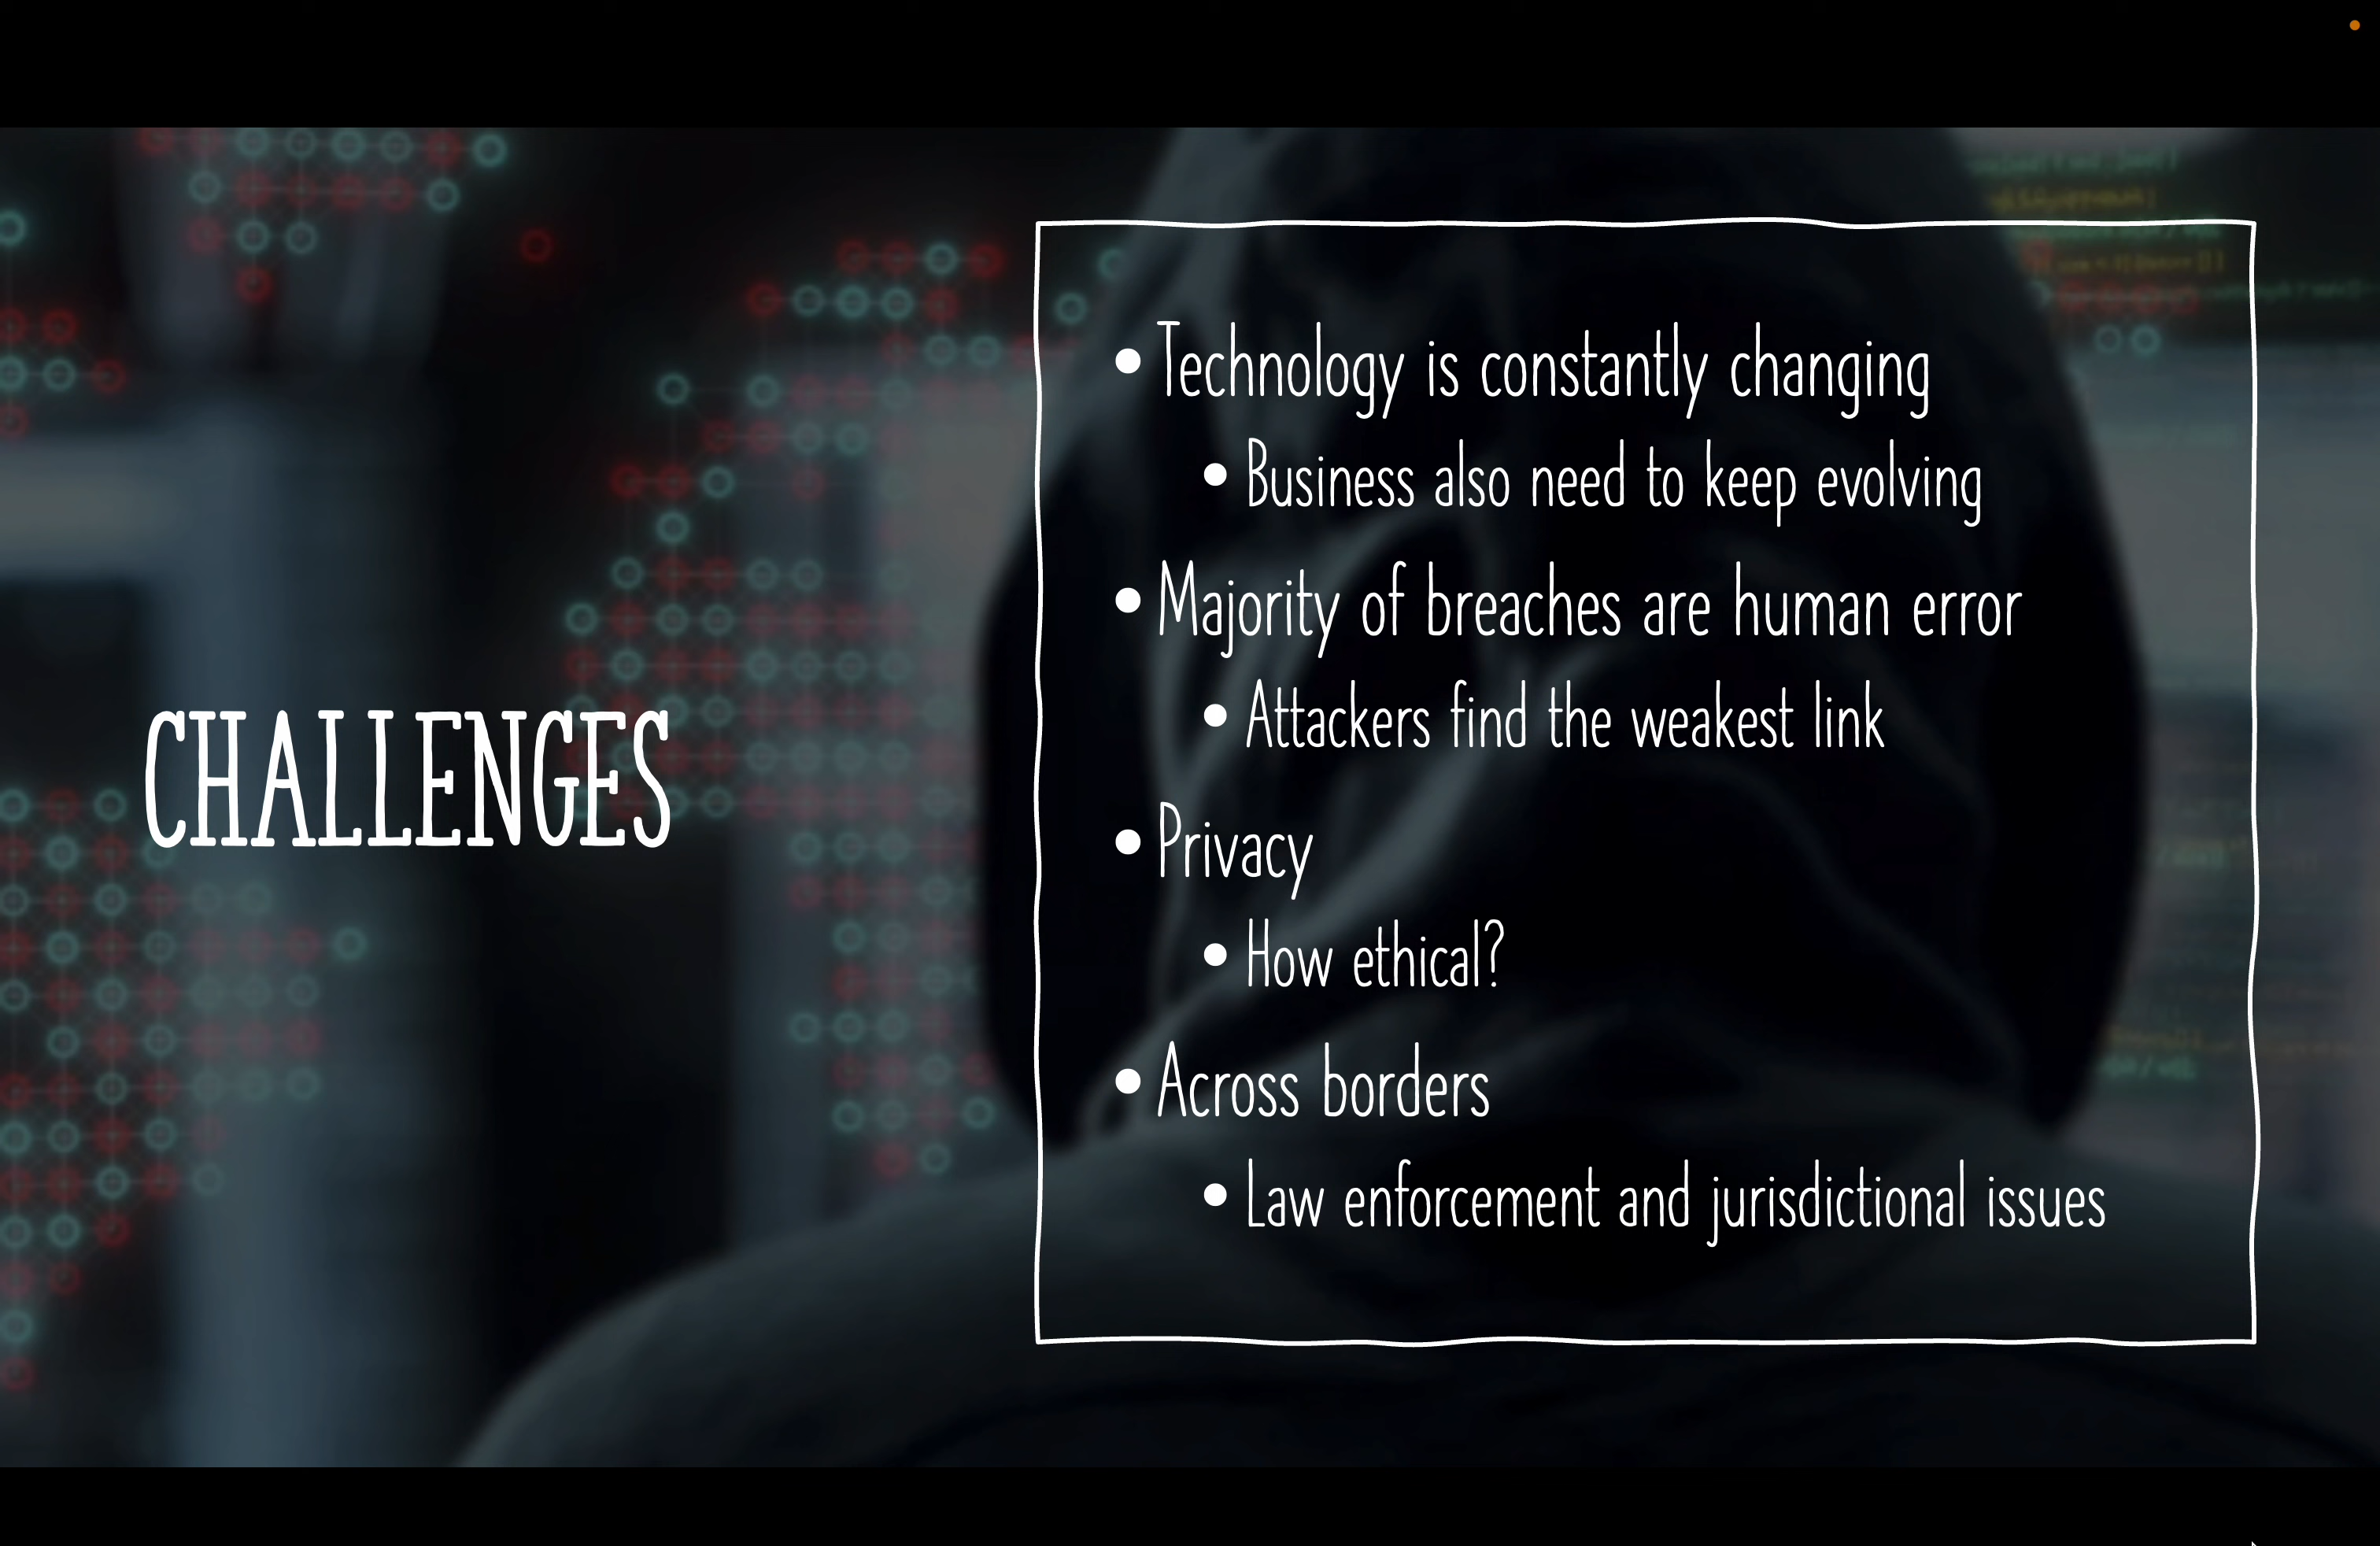 CHALLENGES
• Technology is constantly changing
• Business also need to keep evolving
• Majority of breaches are human error
• Attackers find the weakest link
• Privacy
• How ethical?
• Across borders
• Law enforcement and jurisdictional issues